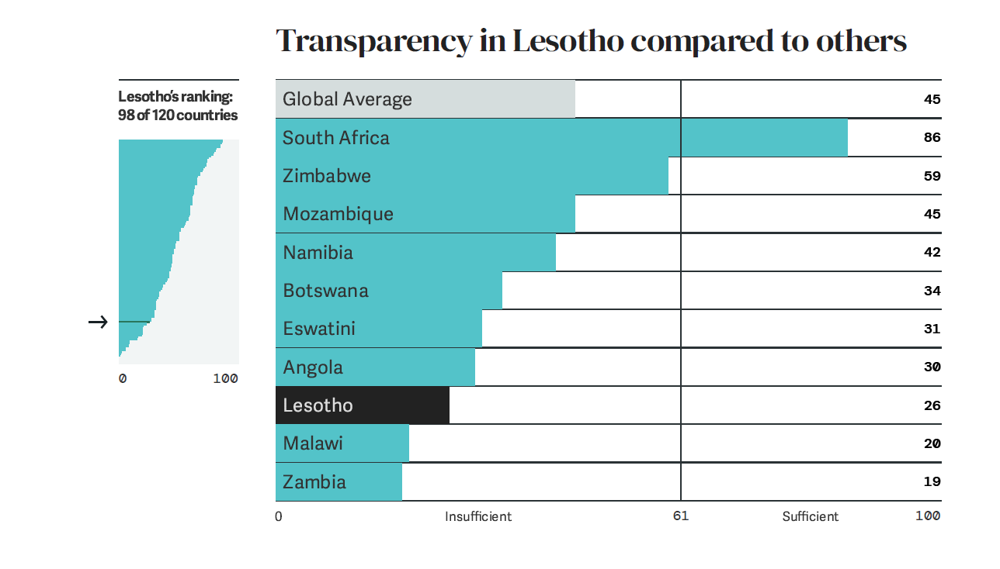 Transparency in Lesotho compared to others
Lesotho's ranking:
98 of 120 countries
0 100
Global Average 45
South Africa 86
Zimbabwe 59
Mozambique 45
Namibia 42
Botswana 34
Eswatini 31
Angola 30
Lesotho 26
Malawi 20
Zambia 19
0 Insufficient 61 Sufficient 100